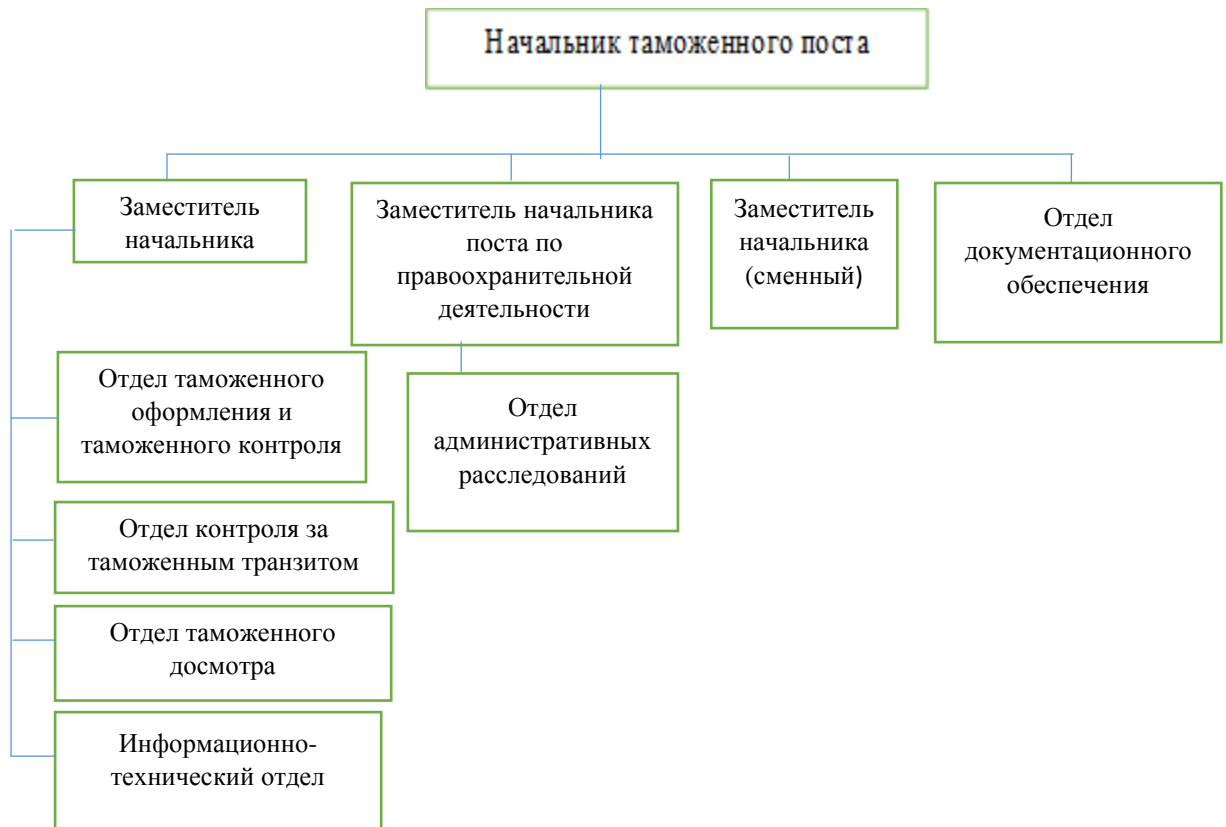 Начальник таможенного поста
Заместитель
начальника
Заместитель начальника
поста по
правоохранительной
деятельности
Заместитель
начальника
(сменный)
Отдел
документационного
обеспечения
Отдел таможенного
оформления и
таможенного контроля
Отдел
административных
расследований
Отдел контроля за
таможенным транзитом
Отдел таможенного
досмотра
Информационно-
технический отдел